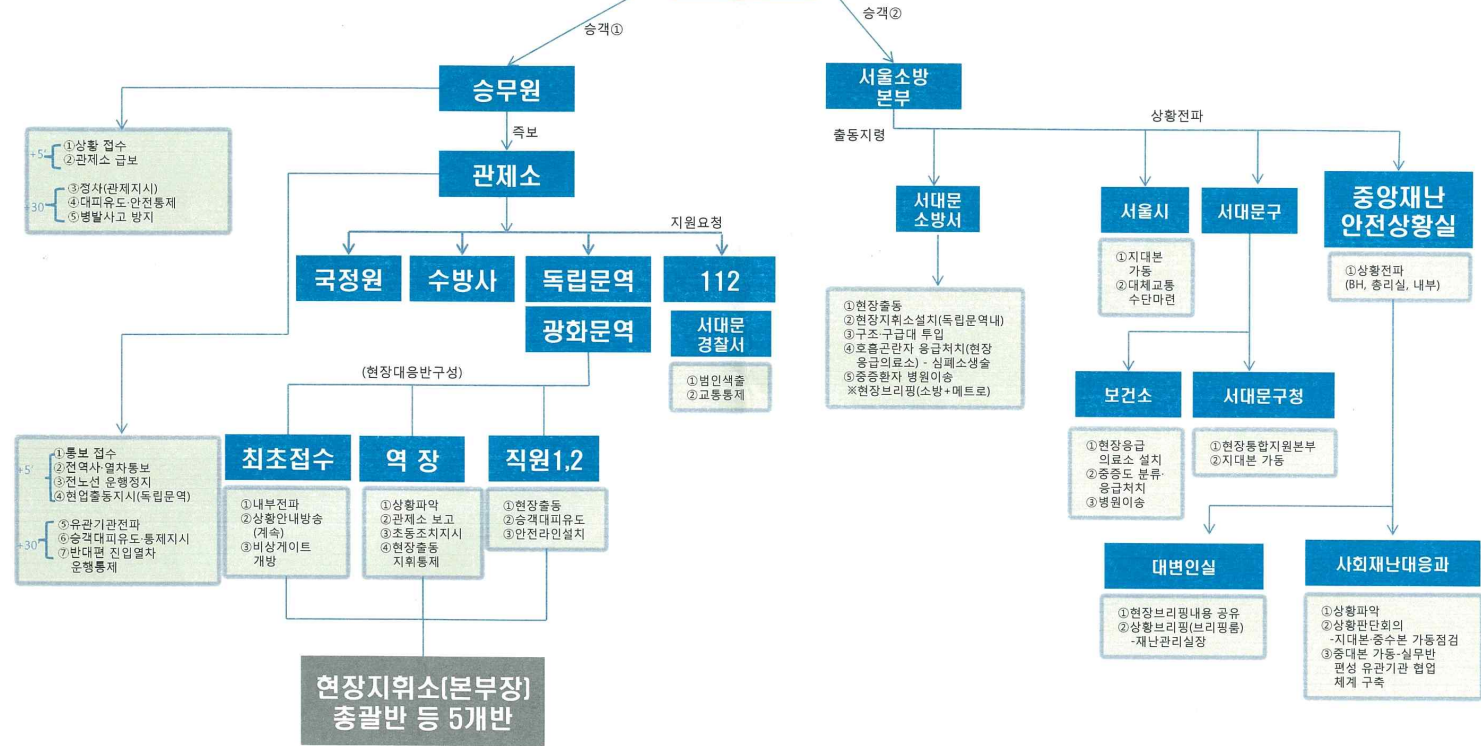 승객①
승객②
승무원
즉보
관제소
+5'
①상황 접수
②관제소 급보
+30'
③정차(관제지시)
④대피유도·안전통제
⑤병발사고 방지
지원요청
국정원
수방사
독립문역
112
광화문역
서대문
경찰서
①범인색출
②교통통제
(현장대응반구성)
+5'
①통보 접수
②전역사·열차통보
③전노선 운행정지
④현업출동지시(독립문역)
+30'
⑤유관기관전파
⑥승객대피유도·통제지시
⑦반대편 진입열차
운행통제
최초접수
①내부전파
②상황안내방송
(계속)
③비상게이트
개방
역 장
①상황파악
②관제소 보고
③초동조치지시
④현장출동
지휘통제
직원1,2
①현장출동
②승객대피유도
③안전라인설치
현장지휘소(본부장)
총괄반 등 5개반
서울소방
본부
출동지령
상황전파
서대문
소방서
①현장출동
②현장지휘소설치(독립문역내)
③구조·구급대 투입
④호흡곤란자 응급처치(현장
응급의료소) - 심폐소생술
⑤중증환자 병원이송
※현장브리핑(소방+메트로)
서울시
①지대본
가동
②대체교통
수단마련
서대문구
중앙재난
안전상황실
①상황전파
(BH, 총리실, 내부)
보건소
①현장응급
의료소 설치
②중증도 분류·
응급처치
③병원이송
서대문구청
①현장통합지원본부
②지대본 가동
대변인실
①현장브리핑내용 공유
②상황브리핑(브리핑룸)
-재난관리실장
사회재난대응과
①상황파악
②상황판단회의
-지대본·중수본 가동점검
③중대본 가동-실무반
편성 유관기관 협업
체계 구축